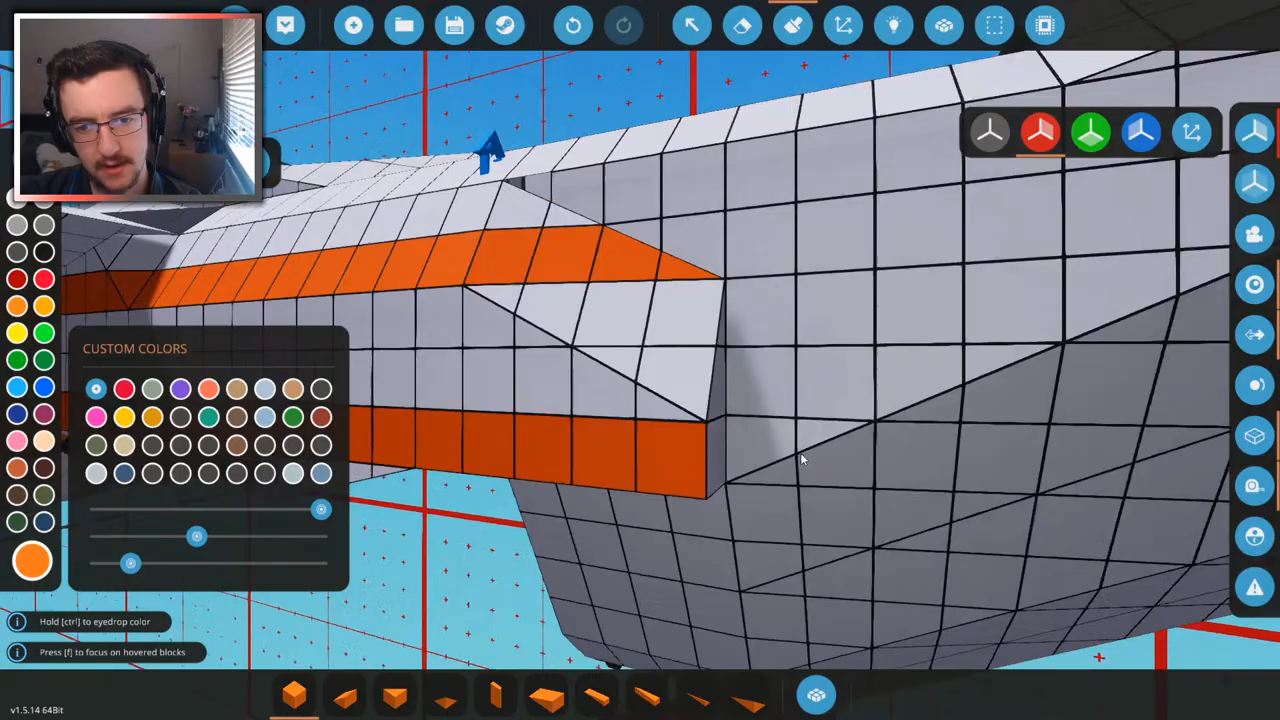 CUSTOM COLORS
Hold [ctrl] to eyedrop color
Press [f] to focus on hovered blocks
v1.5.14 64Bit